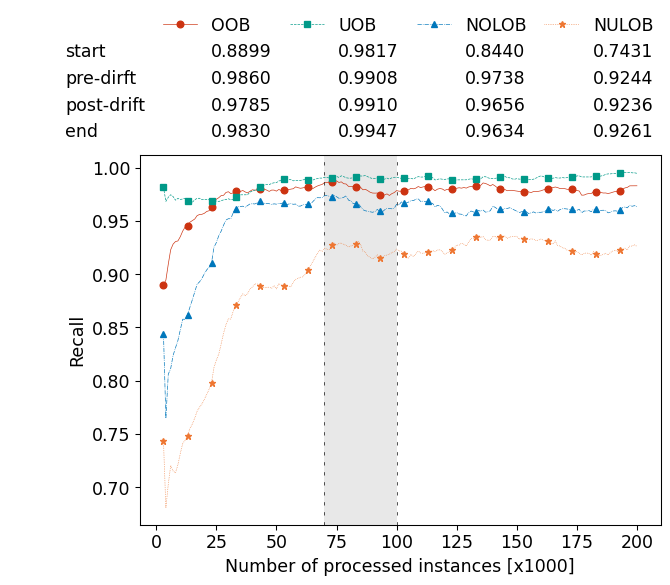 OOB UOB NOLOB NULOB
start 0.8899 0.9817 0.8440 0.7431
pre-dirft 0.9860 0.9908 0.9738 0.9244
post-drift 0.9785 0.9910 0.9656 0.9236
end 0.9830 0.9947 0.9634 0.9261
1.00
0.95
0.90
0.85
0.80
0.75
0.70
Recall
0 25 50 75 100 125 150 175 200
Number of processed instances [x1000]